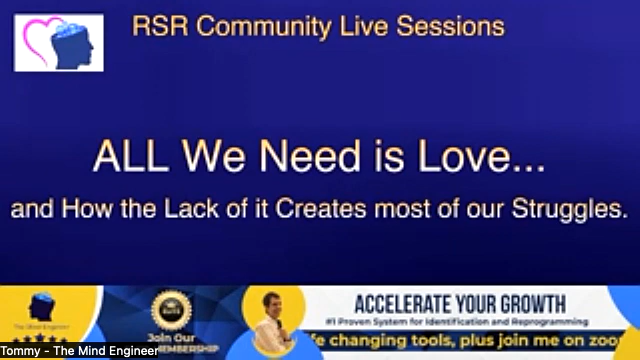 RSR Community Live Sessions
ALL We Need is Love...
and How the Lack of it Creates most of our Struggles.
The Mind Engineer
ELITE
Join Our
MEMBERSHIP
ACCELERATE YOUR GROWTH
#1 Proven System for Identification and Reprogramming
fe changing tools, plus join me on zoo
Tommy - The Mind Engineer